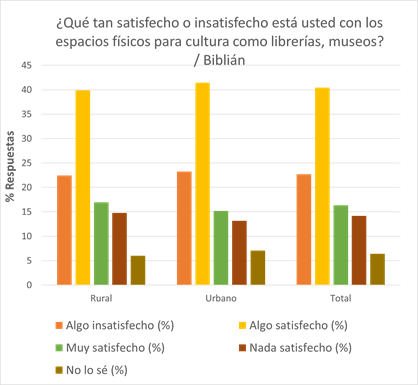 ¿Qué tan satisfecho o insatisfecho está usted con los
espacios físicos para cultura como librerías, museos?
/ Biblián
% Respuestas
45
40
35
30
25
20
15
10
5
0
Rural
Urbano
Total
Algo insatisfecho (%)
Algo satisfecho (%)
Muy satisfecho (%)
Nada satisfecho (%)
No lo sé (%)